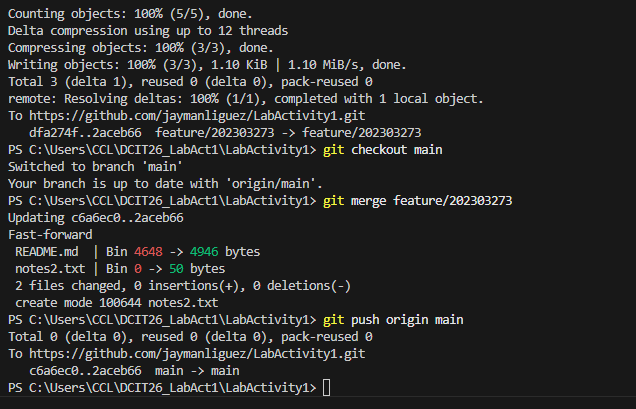 Counting objects: 100% (5/5), done.
Delta compression using up to 12 threads
Compressing objects: 100% (3/3), done.
Writing objects: 100% (3/3), 1.10 KiB | 1.10 MiB/s, done.
Total 3 (delta 1), reused 0 (delta 0), pack-reused 0
remote: Resolving deltas: 100% (1/1), completed with 1 local object.
To https://github.com/jaymanliguez/LabActivity1.git
   dfa274f..2aceb66  feature/202303273 -> feature/202303273
PS C:\Users\CCL\DCIT26_LabAct1\LabActivity1> git checkout main
Switched to branch 'main'
Your branch is up to date with 'origin/main'.
PS C:\Users\CCL\DCIT26_LabAct1\LabActivity1> git merge feature/202303273
Updating c6a6ec0..2aceb66
Fast-forward
 README.md  | Bin 4648 -> 4946 bytes
 notes2.txt | Bin 0 -> 50 bytes
 2 files changed, 0 insertions(+), 0 deletions(-)
 create mode 100644 notes2.txt
PS C:\Users\CCL\DCIT26_LabAct1\LabActivity1> git push origin main
Total 0 (delta 0), reused 0 (delta 0), pack-reused 0
To https://github.com/jaymanliguez/LabActivity1.git
   c6a6ec0..2aceb66  main -> main
PS C:\Users\CCL\DCIT26_LabAct1\LabActivity1>